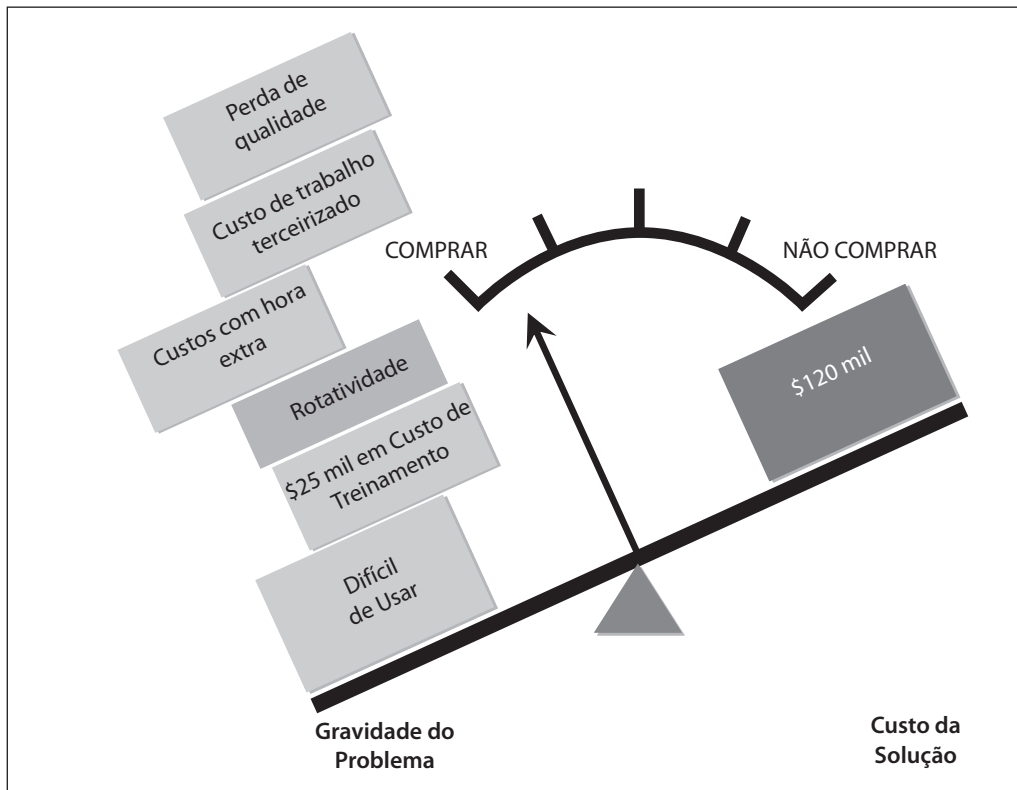 Perda de
qualidade
Custo de trabalho
terceirizado
COMPRAR
NÃO COMPRAR
Custos com hora
extra
$120 mil
Rotatividade
$25 mil em Custo de
Treinamento
Difícil
de Usar
Gravidade do
Problema
Custo da
Solução